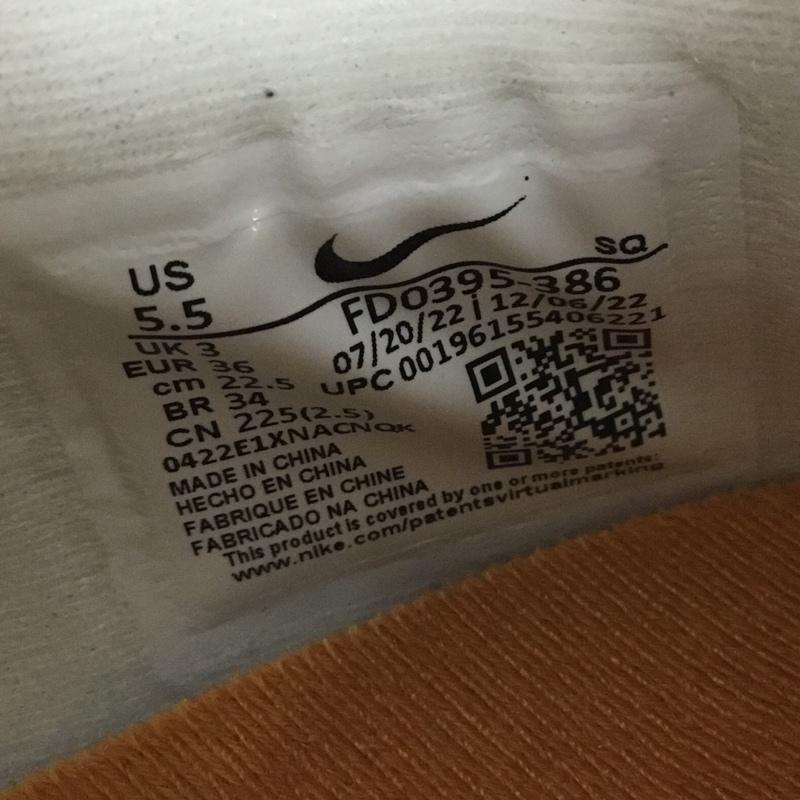 SQ
US
5.5
FD0395-386
07/20/22 | 12/06/22
UPC 00196155406221
UK 3
EUR 36
cm 22.5
BR 34
CN 225(2.5)
0422E1XNACNQK
MADE IN CHINA
HECHO EN CHINA
FABRIQUE EN CHINE
FABRICADO NA CHINA
This product is covered by one or more patents:
www.nike.com/patentsvirtualmarking